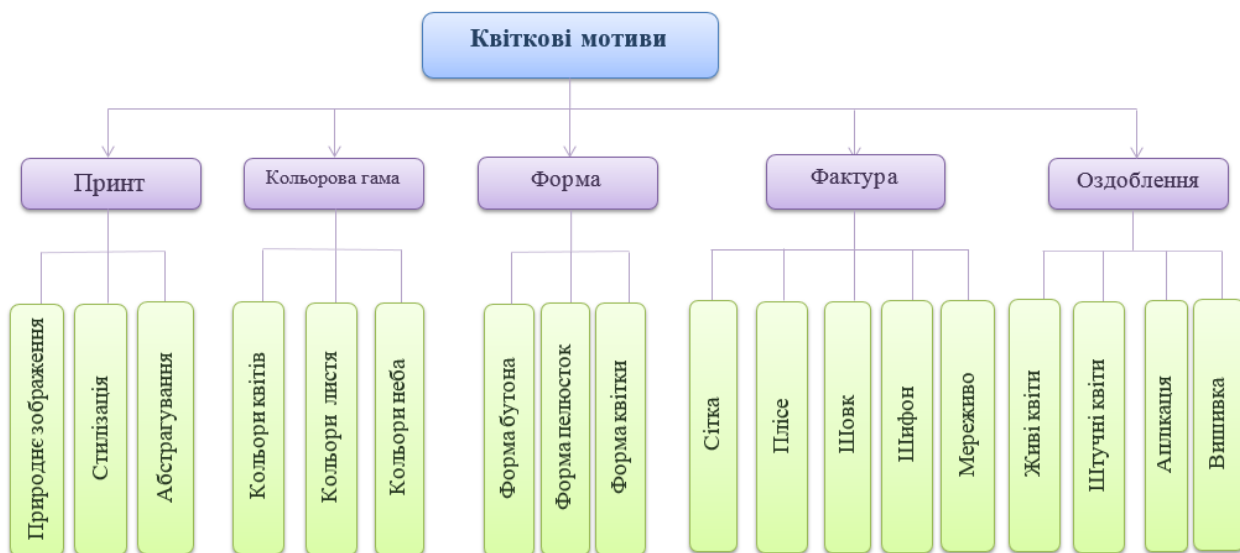 Квіткові мотиви
Принт
Кольорова гама
Форма
Фактура
Оздоблення
Природнє зображення
Стилізація
Абстрагування
Кольори квітів
Кольори листя
Кольори неба
Форма бутона
Форма пелюсток
Форма квітки
Сітка
Плісе
Шовк
Шифон
Мереживо
Живі квіти
Штучні квіти
Аплікація
Вишивка